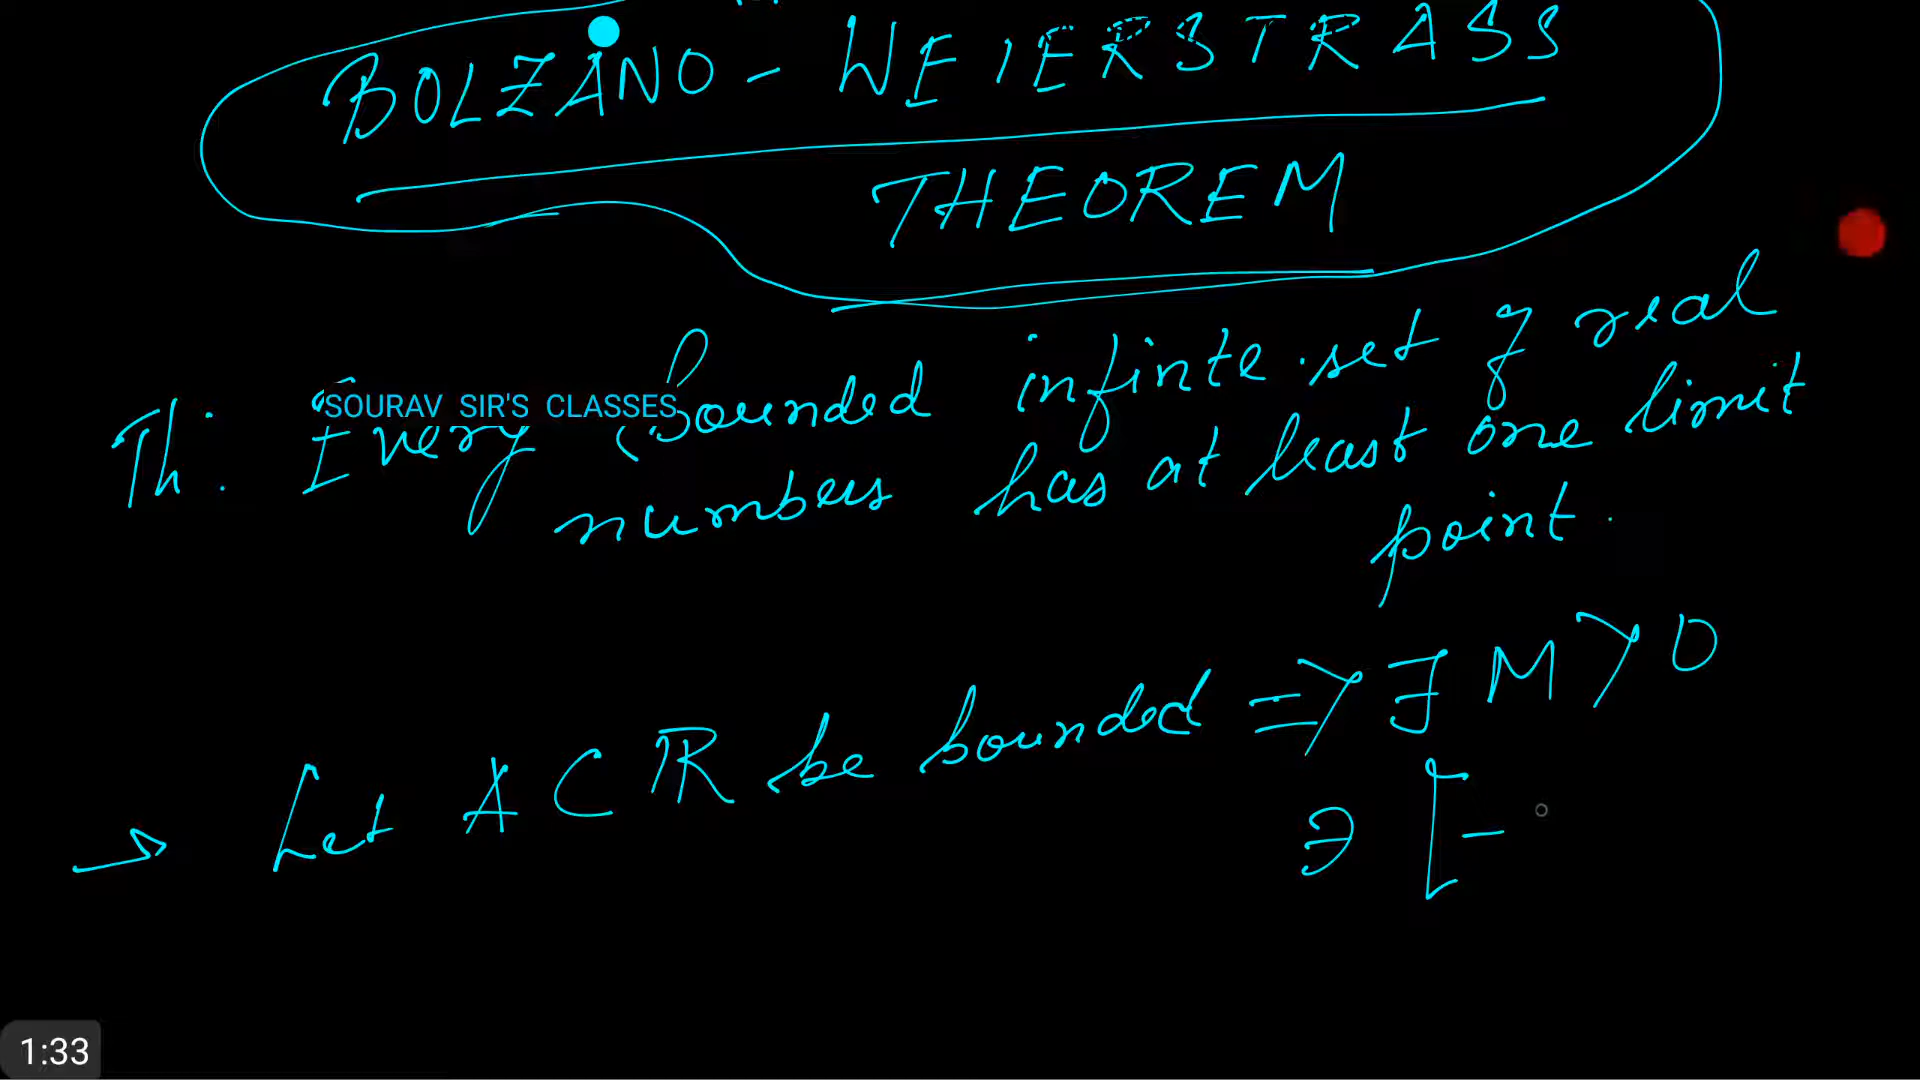 BOLZANO - WEIERSTRASS
THEOREM
Th: Every bounded infinte set of real
SOURAV SIR'S CLASSES
numbers has at least one limit
point.
→ Let A ⊂ ℝ be bounded ⇒ ∃ M > 0
∋ [-
1:33